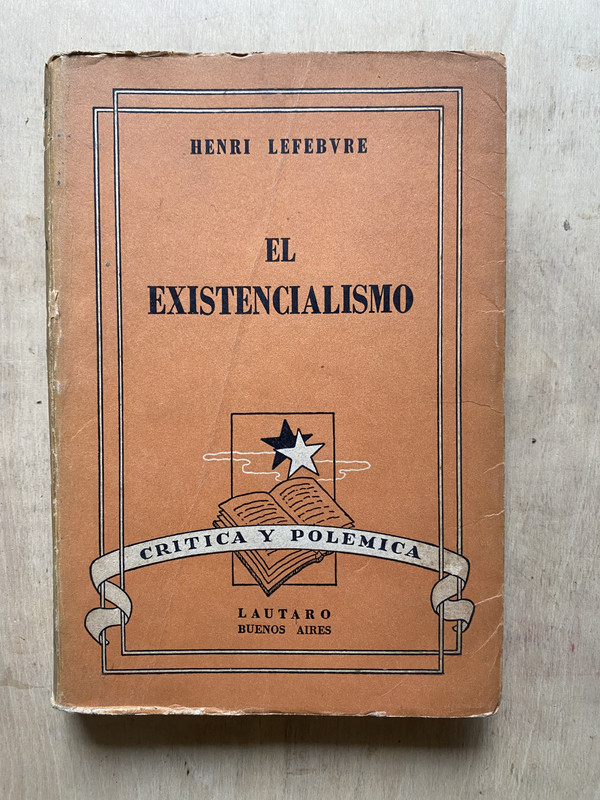 HENRI LEFEBVRE
EL
EXISTENCIALISMO
CRITICA Y POLEMICA
LAUTARO
BUENOS AIRES